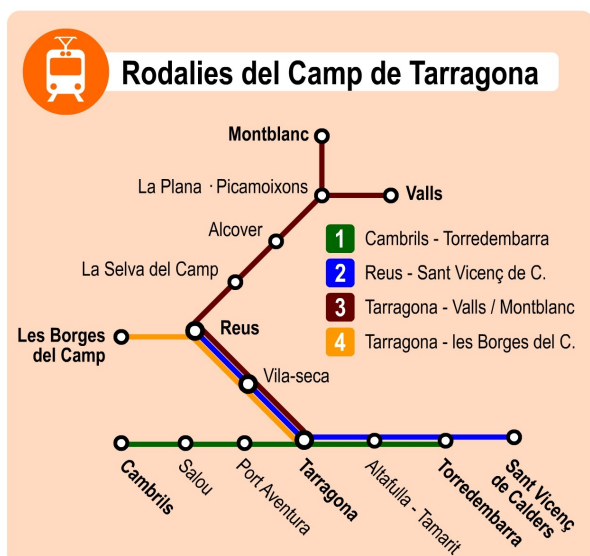 Rodalies del Camp de Tarragona
Montblanc
La Plana · Picamoixons
Valls
Alcover
La Selva del Camp
1 Cambrils - Torredembarra
2 Reus - Sant Vicenç de C.
3 Tarragona - Valls / Montblanc
4 Tarragona - les Borges del C.
Reus
Les Borges
del Camp
Vila-seca
Cambrils
Salou
Port Aventura
Tarragona
Altafulla - Tamarit
Torredembarra
Sant Vicenç
de Calders